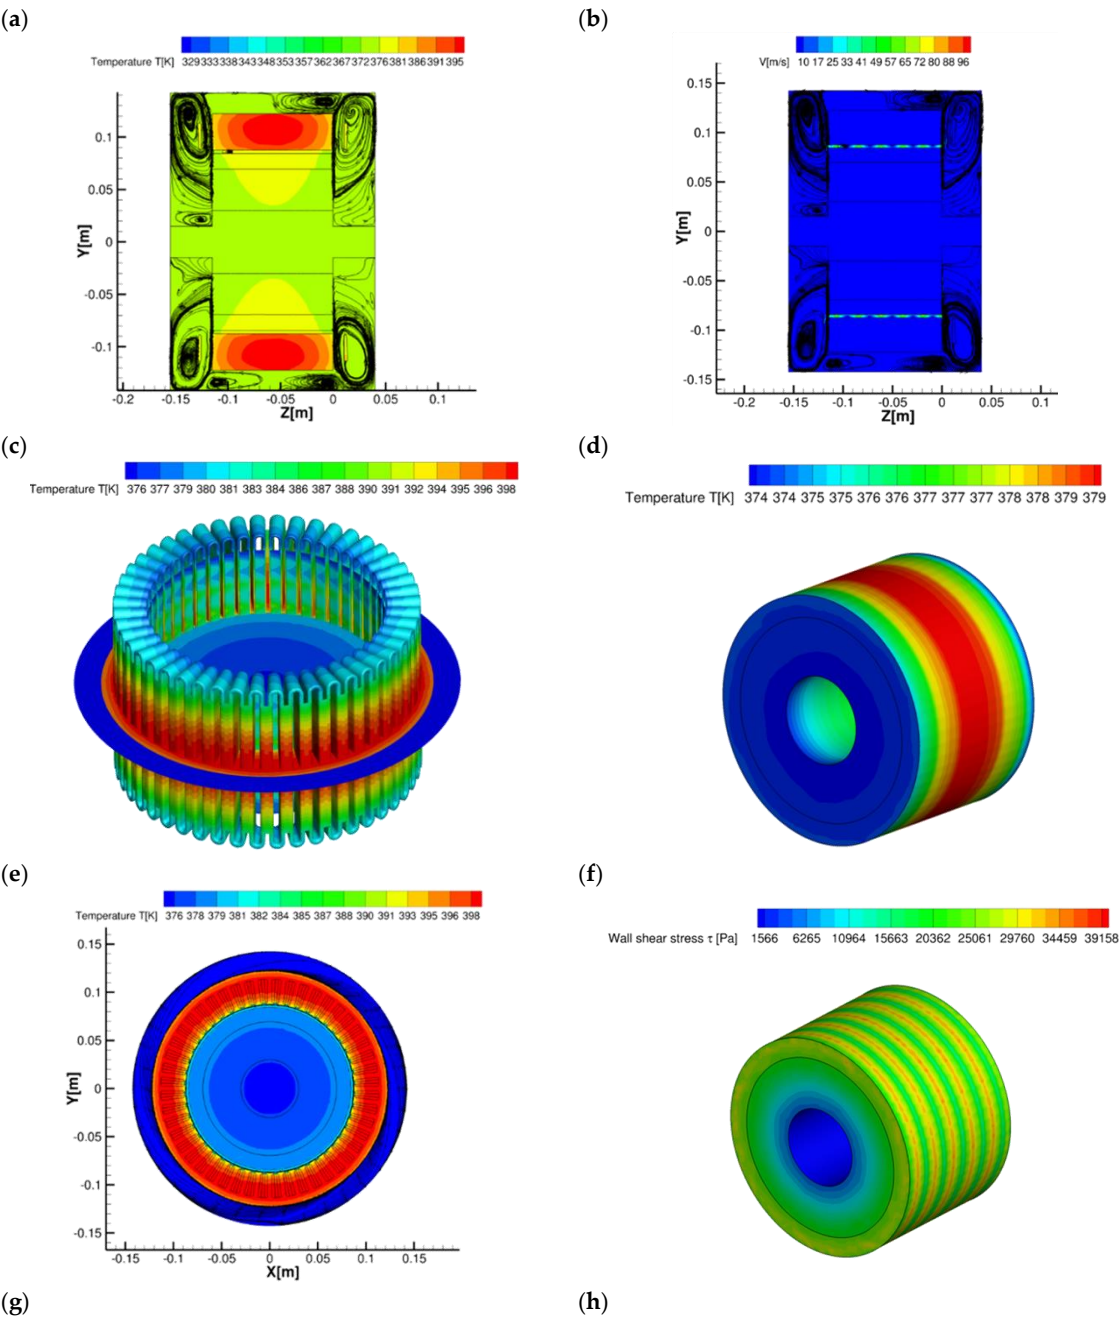 (a)
(b)
Temperature T[K]
329 333 338 343 348 353 357 362 367 372 376 381 386 391 395
V[m/s]
10 17 25 33 41 49 57 65 72 80 88 96
Y[m]
0.1
0.05
0
-0.05
-0.1
-0.2 -0.15 -0.1 -0.05 0 0.05 0.1
Z[m]
Y[m]
0.15
0.1
0.05
0
-0.05
-0.1
-0.15
-0.2 -0.15 -0.1 -0.05 0 0.05 0.1
Z[m]
(c)
(d)
Temperature T[K]
376 377 379 380 381 383 384 386 387 388 390 391 392 394 395 396 398
Temperature T[K]
374 374 375 375 376 376 377 377 377 378 378 379 379
(e)
(f)
Temperature T[K]
376 378 379 381 382 384 385 387 388 390 391 393 395 396 398
Wall shear stress τ [Pa]
1566 6265 10964 15663 20362 25061 29760 34459 39158
Y[m]
0.15
0.1
0.05
0
-0.05
-0.1
-0.15
-0.15 -0.1 -0.05 0 0.05 0.1 0.15
X[m]
(g)
(h)